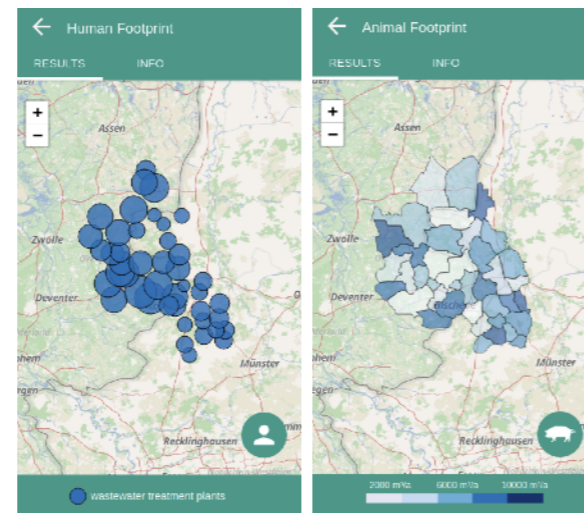 Human Footprint
RESULTS INFO
+
−
Assen
Zwolle
Deventer
Münster
Recklinghausen
wastewater treatment plants
Animal Footprint
RESULTS INFO
+
−
Assen
Zwolle
Deventer
Münster
Recklinghausen
2000 m³/a 6000 m³/a 10000 m³/a